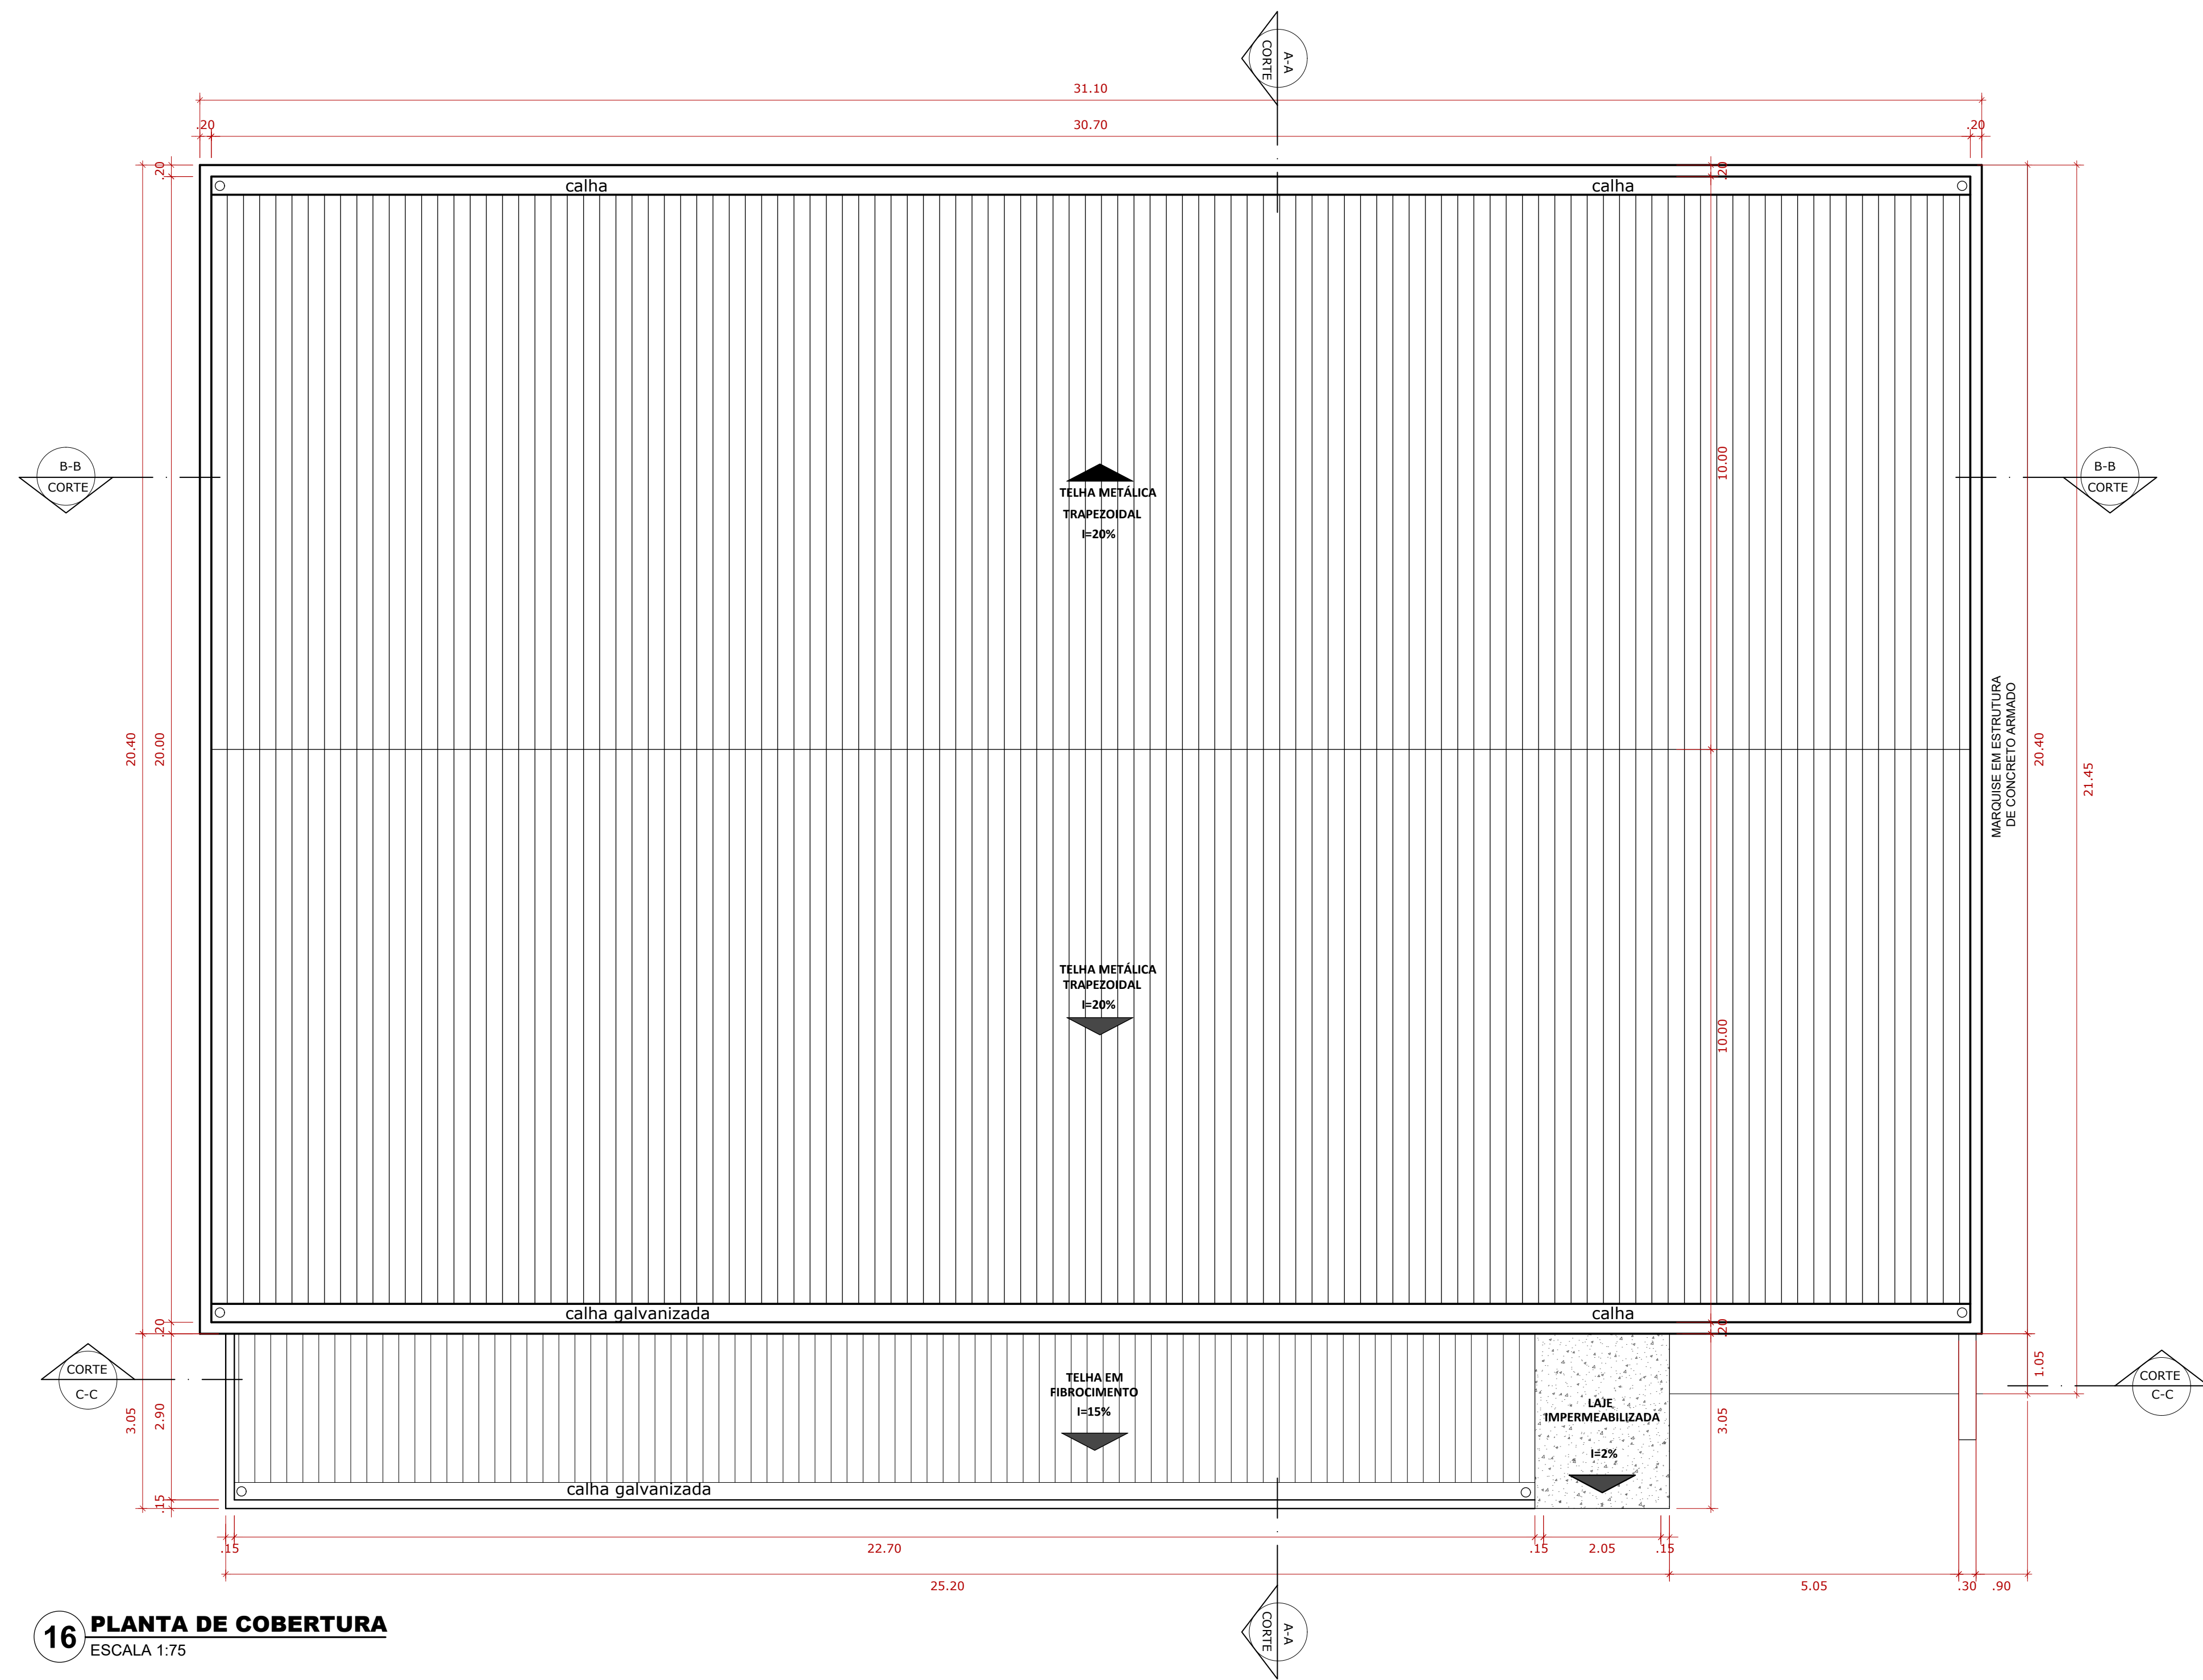 A-A
CORTE
31.10
.20
30.70
.20
.20
.20
calha
calha
B-B
CORTE
B-B
CORTE
10.00
TELHA METÁLICA
TRAPEZOIDAL
I=20%
20.40
20.00
MARQUISE EM ESTRUTURA
DE CONCRETO ARMADO
20.40
21.45
TELHA METÁLICA
TRAPEZOIDAL
I=20%
10.00
calha galvanizada
calha
.20
.20
CORTE
C-C
TELHA EM
FIBROCIMENTO
I=15%
LAJE
IMPERMEABILIZADA
I=2%
1.05
CORTE
C-C
3.05
2.90
3.05
.15
calha galvanizada
.15
22.70
.15
2.05
.15
25.20
5.05
.30
.90
A-A
CORTE
16
PLANTA DE COBERTURA
ESCALA 1:75